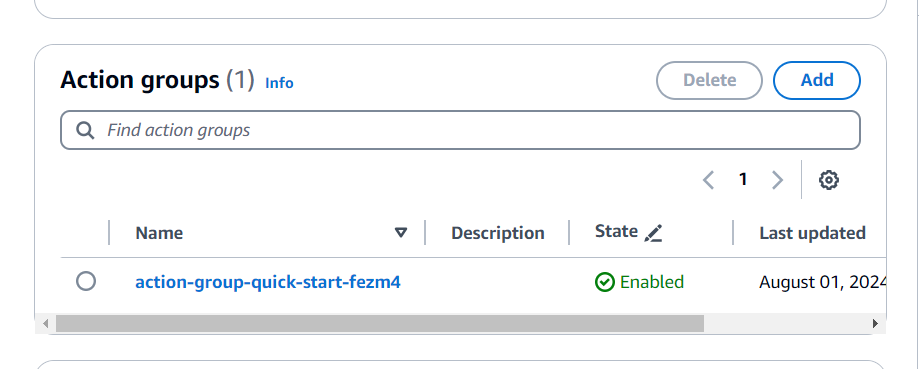 Action groups (1) Info
Delete
Add
Find action groups
1
Name
Description
State
Last updated
action-group-quick-start-fezm4
Enabled
August 01, 2024